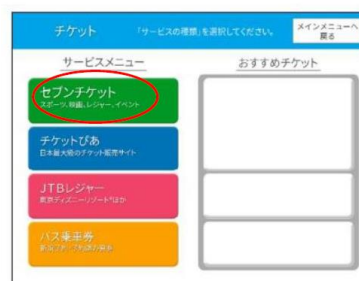 チケット
「サービスの種類」を選択してください。
メインメニューへ
戻る
サービスメニュー
おすすめチケット
セブンチケット
スポーツ、映画、レジャー、イベント
チケットぴあ
日本最大級のチケット販売サイト
JTBレジャー
東京ディズニーリゾート®ほか
バス乗車券